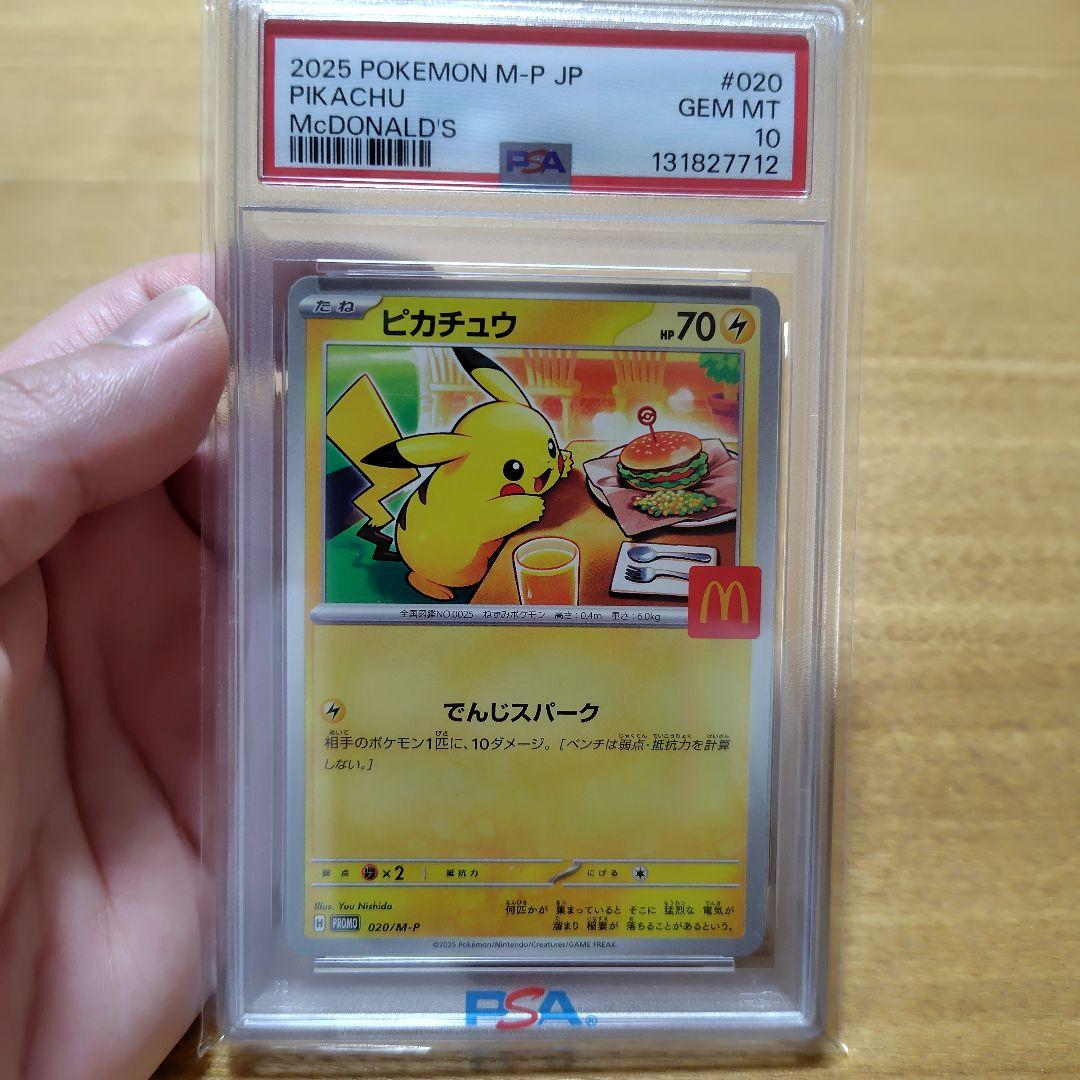 2025 POKEMON M-P JP #020
PIKACHU GEM MT
McDONALD'S 10
PSA 131827712
たね ピカチュウ HP70
全国図鑑NO.0025 ねずみポケモン 高さ:0.4m 重さ:6.0kg
でんじスパーク
相手のポケモン1匹に、10ダメージ。[ベンチは弱点・抵抗力を計算
しない。]
弱点 ×2 抵抗力 にげる
Illus. Yuu Nishida
何匹かが 集まっていると そこに 猛烈な 電気が
溜まり 稲妻が 落ちることがあるという。
H PROMO 020/M-P
©2025 Pokémon/Nintendo/Creatures/GAME FREAK.
PSA®